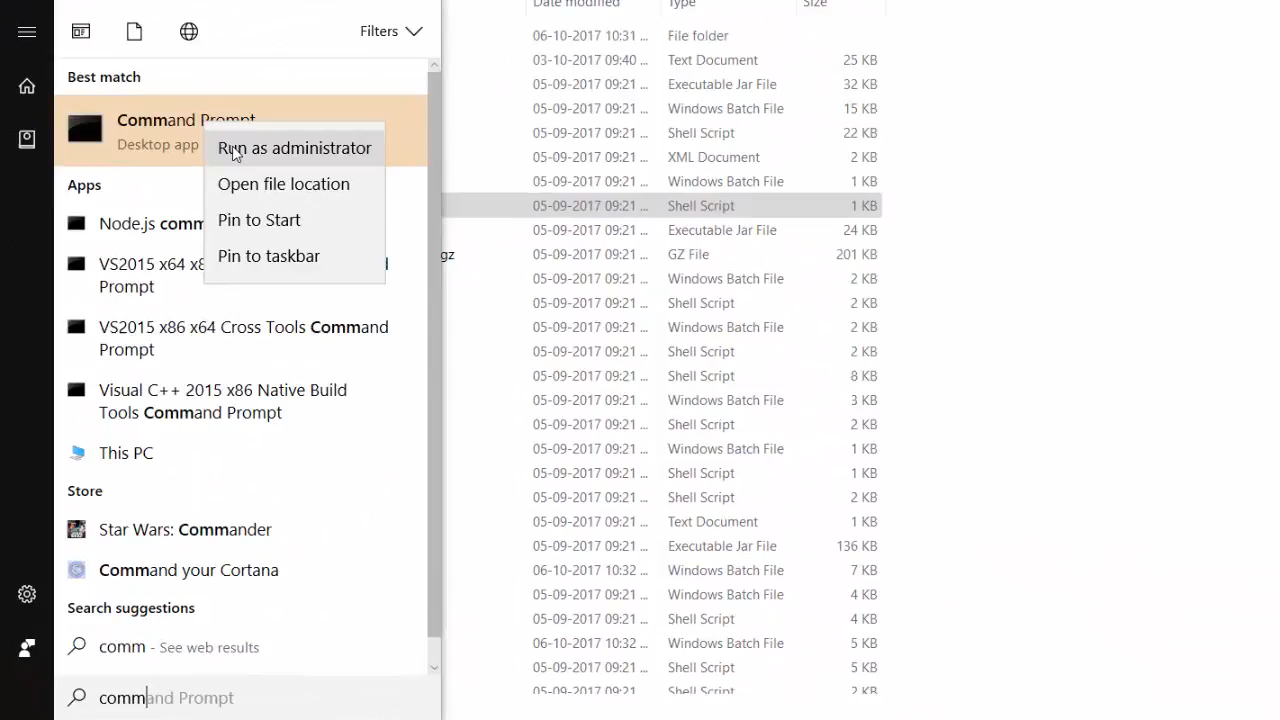 Filters
Best match
Command Prompt
Desktop app
Run as administrator
Open file location
Pin to Start
Pin to taskbar
Apps
Node.js comm
VS2015 x64 x8
Prompt
VS2015 x86 x64 Cross Tools Command
Prompt
Visual C++ 2015 x86 Native Build
Tools Command Prompt
This PC
Store
Star Wars: Commander
Command your Cortana
Search suggestions
comm - See web results
command Prompt
Date modified Type Size
06-10-2017 10:31 ... File folder
03-10-2017 09:40 ... Text Document 25 KB
05-09-2017 09:21 ... Executable Jar File 32 KB
05-09-2017 09:21 ... Windows Batch File 15 KB
05-09-2017 09:21 ... Shell Script 22 KB
05-09-2017 09:21 ... XML Document 2 KB
05-09-2017 09:21 ... Windows Batch File 1 KB
05-09-2017 09:21 ... Shell Script 1 KB
05-09-2017 09:21 ... Executable Jar File 24 KB
gz 05-09-2017 09:21 ... GZ File 201 KB
05-09-2017 09:21 ... Windows Batch File 2 KB
05-09-2017 09:21 ... Shell Script 2 KB
05-09-2017 09:21 ... Windows Batch File 2 KB
05-09-2017 09:21 ... Shell Script 2 KB
05-09-2017 09:21 ... Shell Script 8 KB
05-09-2017 09:21 ... Windows Batch File 3 KB
05-09-2017 09:21 ... Shell Script 2 KB
05-09-2017 09:21 ... Windows Batch File 1 KB
05-09-2017 09:21 ... Shell Script 1 KB
05-09-2017 09:21 ... Shell Script 2 KB
05-09-2017 09:21 ... Text Document 1 KB
05-09-2017 09:21 ... Executable Jar File 136 KB
06-10-2017 10:32 ... Windows Batch File 7 KB
05-09-2017 09:21 ... Windows Batch File 4 KB
05-09-2017 09:21 ... Shell Script 4 KB
06-10-2017 10:32 ... Windows Batch File 5 KB
05-09-2017 09:21 ... Shell Script 5 KB
05-09-2017 09:21 ... Shell Script 2 KB